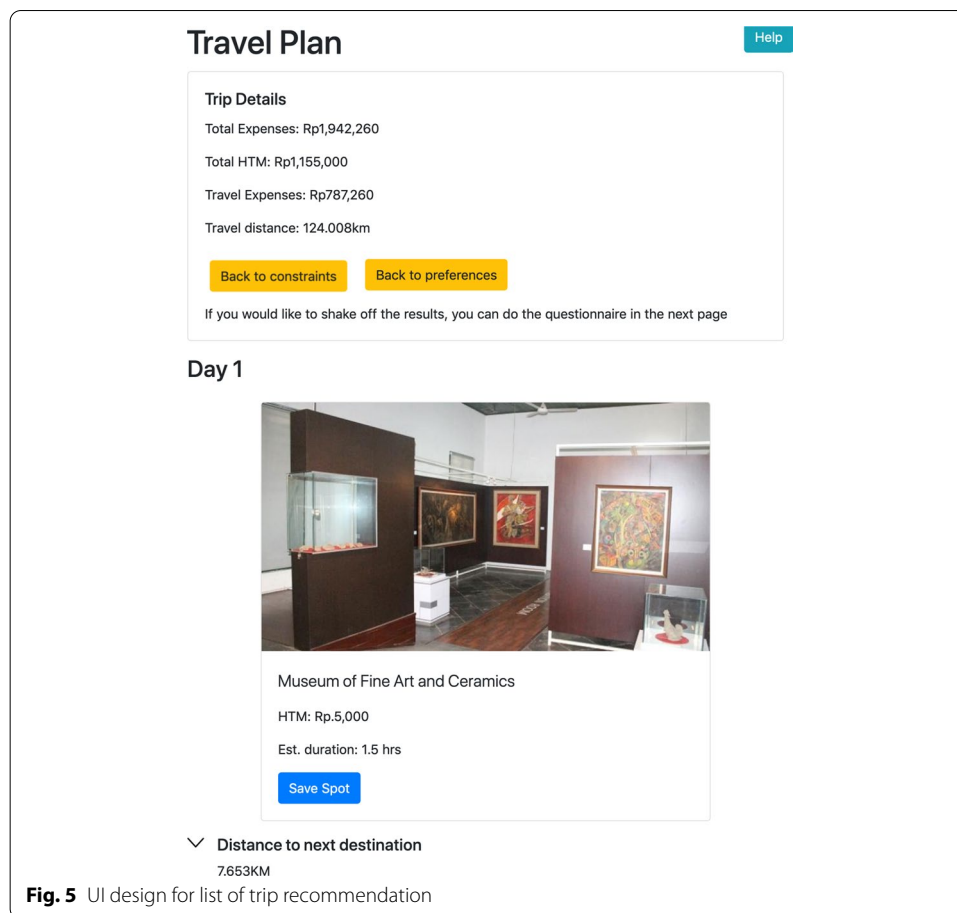 Travel Plan
Help
Trip Details
Total Expenses: Rp1,942,260
Total HTM: Rp1,155,000
Travel Expenses: Rp787,260
Travel distance: 124.008km
Back to constraints
Back to preferences
If you would like to shake off the results, you can do the questionnaire in the next page
Day 1
Museum of Fine Art and Ceramics
HTM: Rp.5,000
Est. duration: 1.5 hrs
Save Spot
Distance to next destination
7.653KM
Fig. 5 UI design for list of trip recommendation